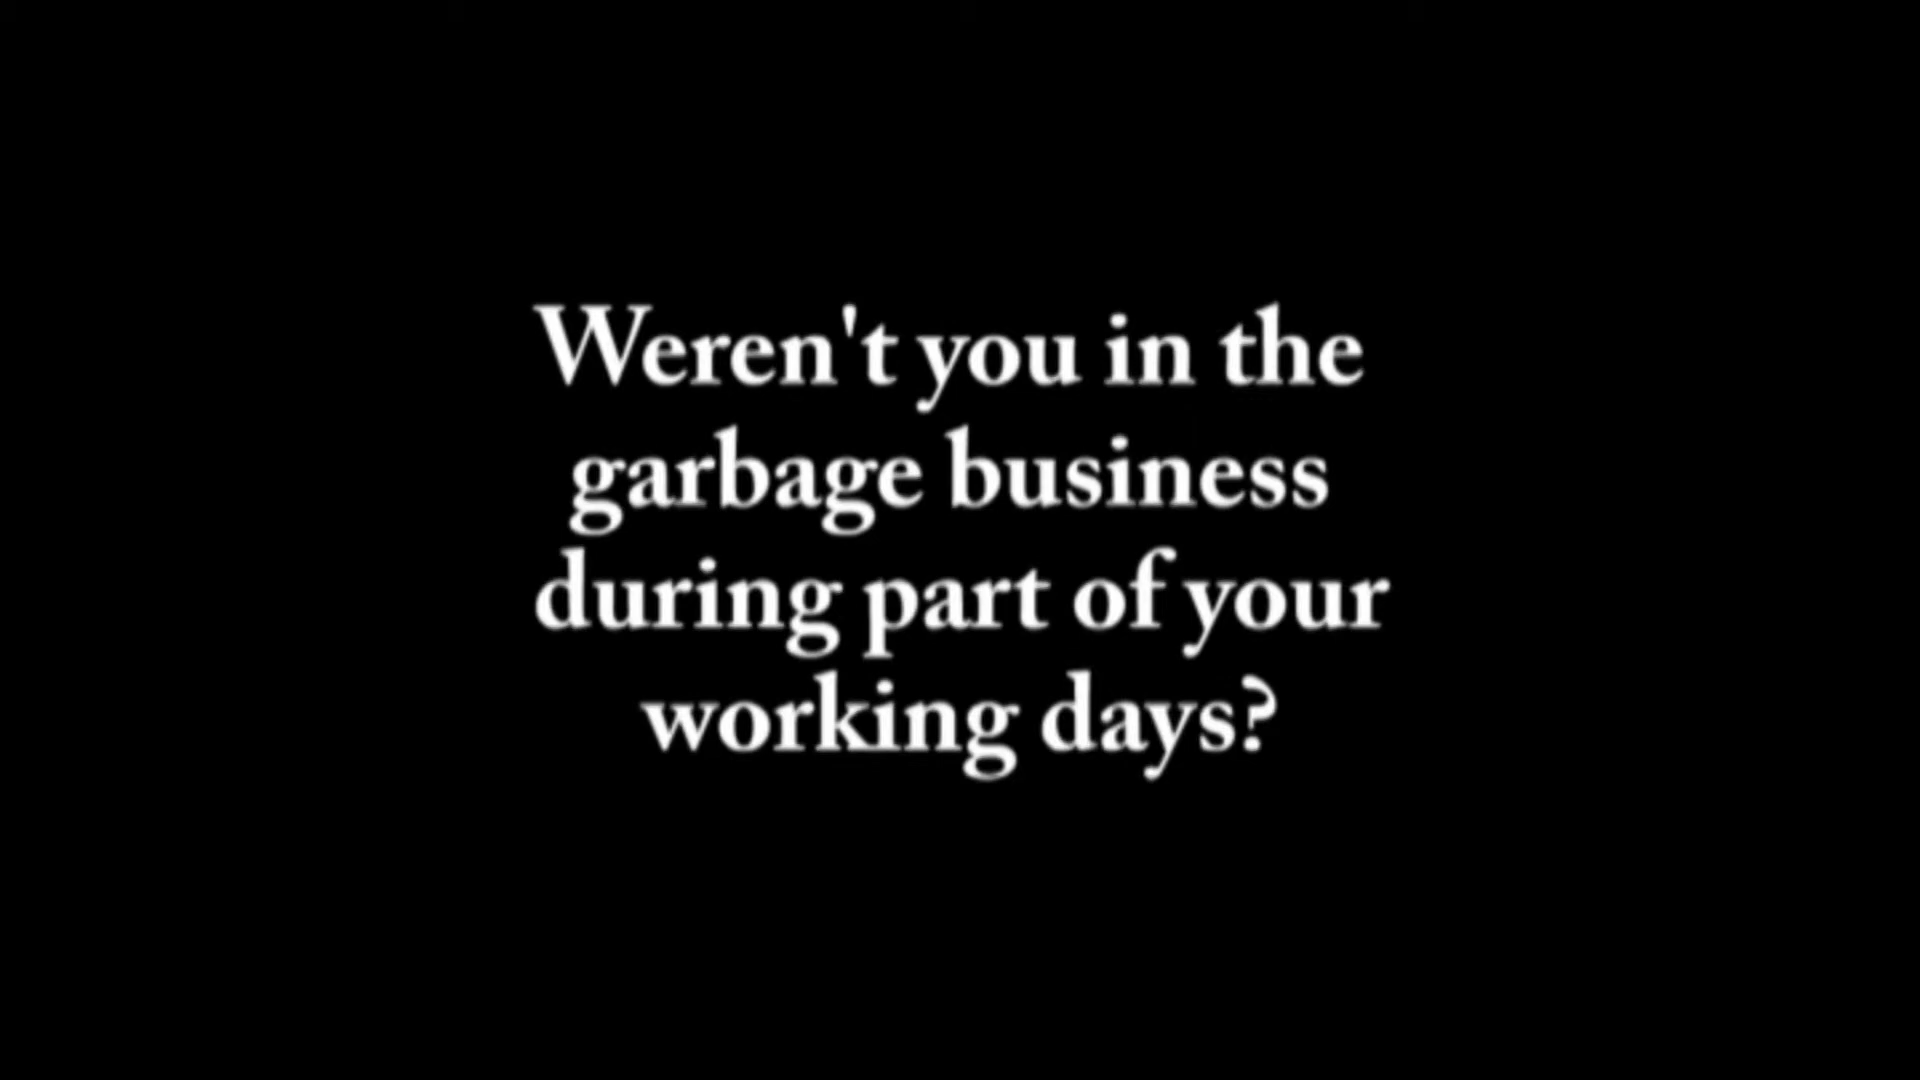 Weren't you in the
garbage business
during part of your
working days?